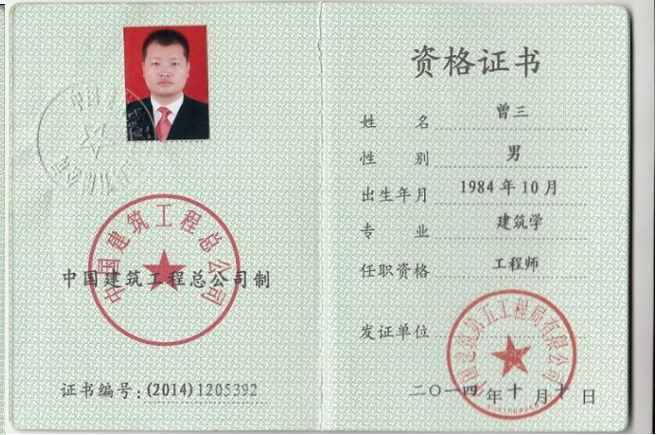 中国建筑工程总公司
中国建筑工程总公司制
证书编号:(2014)1205392
资格证书
姓名 曾三
性别 男
出生年月 1984年10月
专业 建筑学
任职资格 工程师
发证单位
二〇一四年十月十日